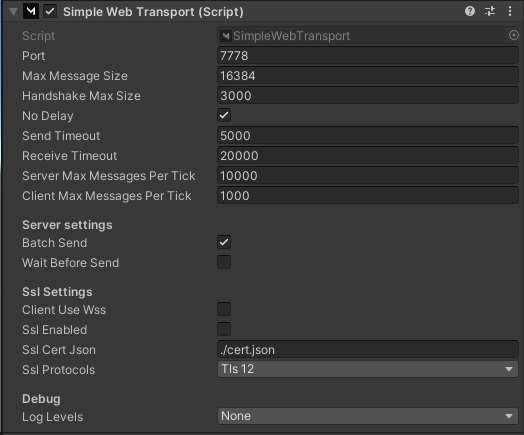 Simple Web Transport (Script)
Script SimpleWebTransport
Port 7778
Max Message Size 16384
Handshake Max Size 3000
No Delay
Send Timeout 5000
Receive Timeout 20000
Server Max Messages Per Tick 10000
Client Max Messages Per Tick 1000
Server settings
Batch Send
Wait Before Send
Ssl Settings
Client Use Wss
Ssl Enabled
Ssl Cert Json ./cert.json
Ssl Protocols Tls 12
Debug
Log Levels None